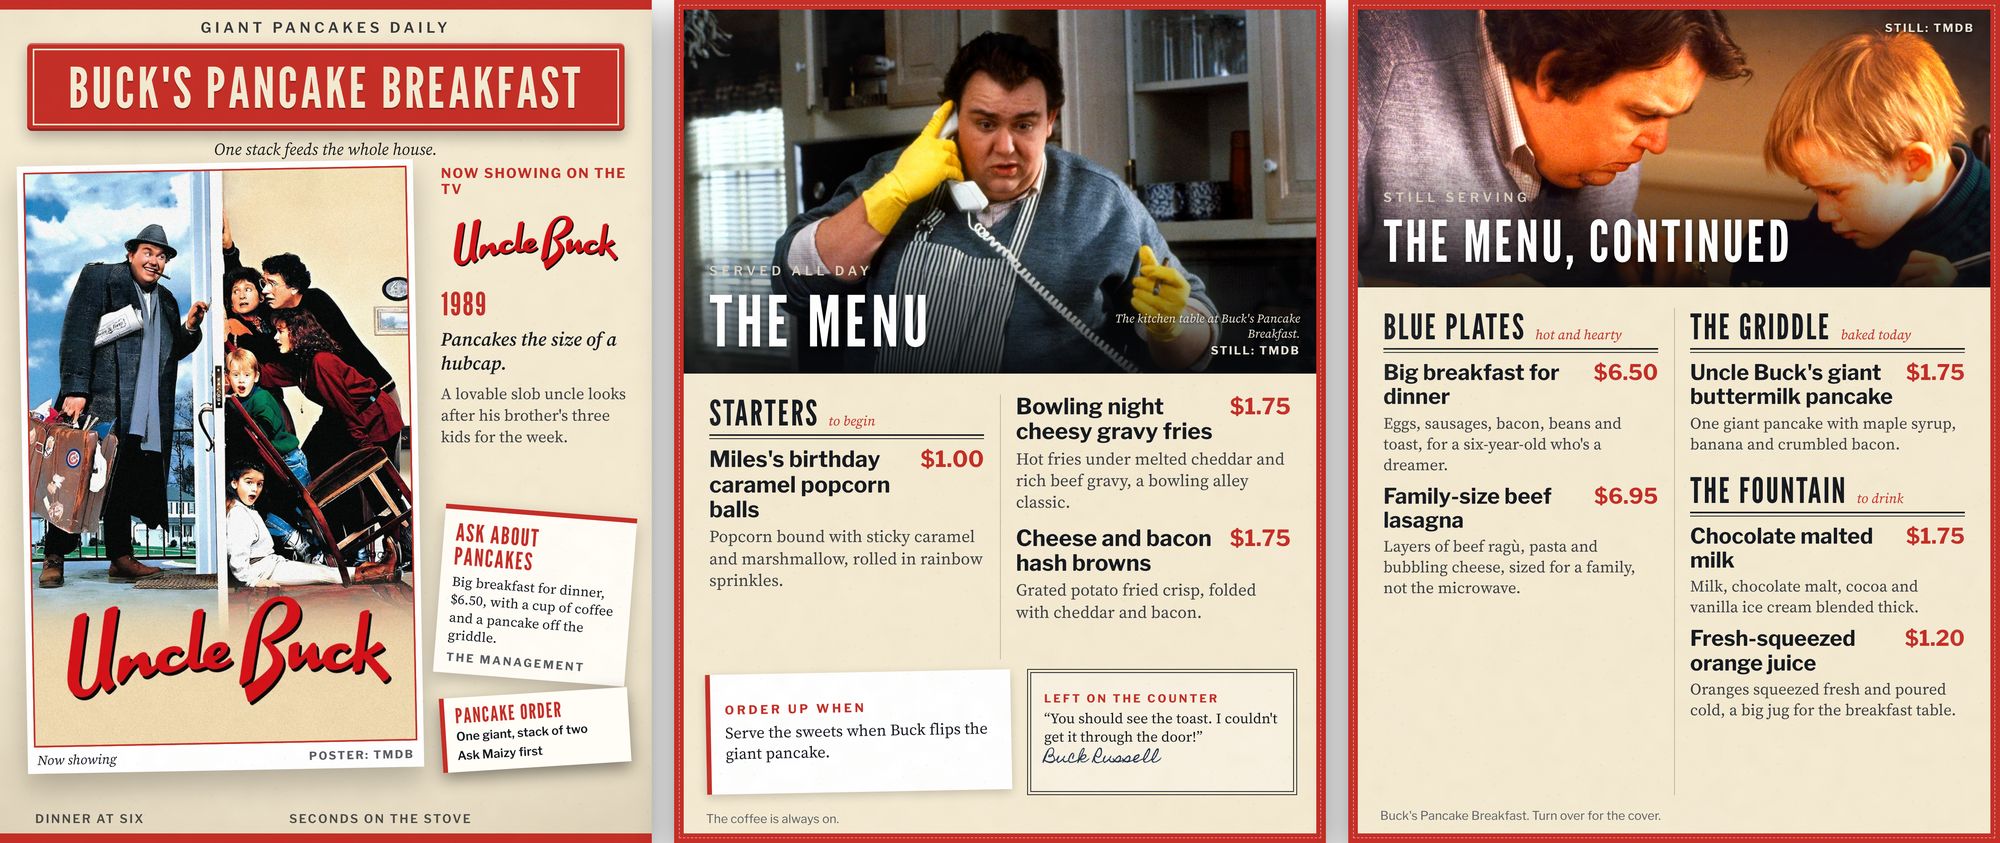 GIANT PANCAKES DAILY
BUCK'S PANCAKE BREAKFAST
One stack feeds the whole house.
Uncle Buck
Now showing
POSTER: TMDB
NOW SHOWING ON THE
TV
Uncle Buck
1989
Pancakes the size of a
hubcap.
A lovable slob uncle looks
after his brother's three
kids for the week.
ASK ABOUT
PANCAKES
Big breakfast for dinner,
$6.50, with a cup of coffee
and a pancake off the
griddle.
THE MANAGEMENT
PANCAKE ORDER
One giant, stack of two
Ask Maizy first
DINNER AT SIX
SECONDS ON THE STOVE
SERVED ALL DAY
THE MENU
The kitchen table at Buck's Pancake
Breakfast.
STILL: TMDB
STARTERS to begin
Miles's birthday
caramel popcorn
balls
$1.00
Popcorn bound with sticky caramel
and marshmallow, rolled in rainbow
sprinkles.
Bowling night
cheesy gravy fries
$1.75
Hot fries under melted cheddar and
rich beef gravy, a bowling alley
classic.
Cheese and bacon
hash browns
$1.75
Grated potato fried crisp, folded
with cheddar and bacon.
ORDER UP WHEN
Serve the sweets when Buck flips the
giant pancake.
LEFT ON THE COUNTER
“You should see the toast. I couldn't
get it through the door!”
Buck Russell
The coffee is always on.
STILL: TMDB
STILL SERVING
THE MENU, CONTINUED
BLUE PLATES hot and hearty
Big breakfast for
dinner
$6.50
Eggs, sausages, bacon, beans and
toast, for a six-year-old who's a
dreamer.
Family-size beef
lasagna
$6.95
Layers of beef ragù, pasta and
bubbling cheese, sized for a family,
not the microwave.
THE GRIDDLE baked today
Uncle Buck's giant
buttermilk pancake
$1.75
One giant pancake with maple syrup,
banana and crumbled bacon.
THE FOUNTAIN to drink
Chocolate malted
milk
$1.75
Milk, chocolate malt, cocoa and
vanilla ice cream blended thick.
Fresh-squeezed
orange juice
$1.20
Oranges squeezed fresh and poured
cold, a big jug for the breakfast table.
Buck's Pancake Breakfast. Turn over for the cover.